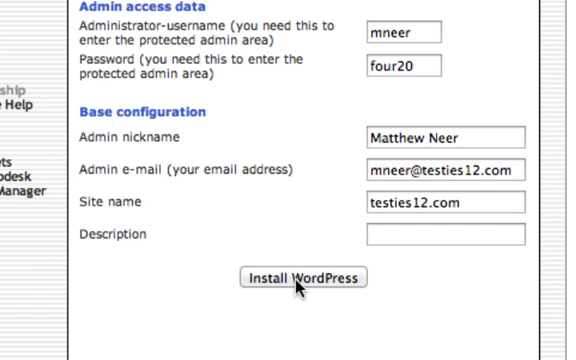 Admin access data
Administrator-username (you need this to
enter the protected admin area)
mneer
Password (you need this to enter the
protected admin area)
four20
ship
Help
Base configuration
Admin nickname
Matthew Neer
ets
pdesk
Manager
Admin e-mail (your email address)
mneer@testies12.com
Site name
testies12.com
Description
Install WordPress